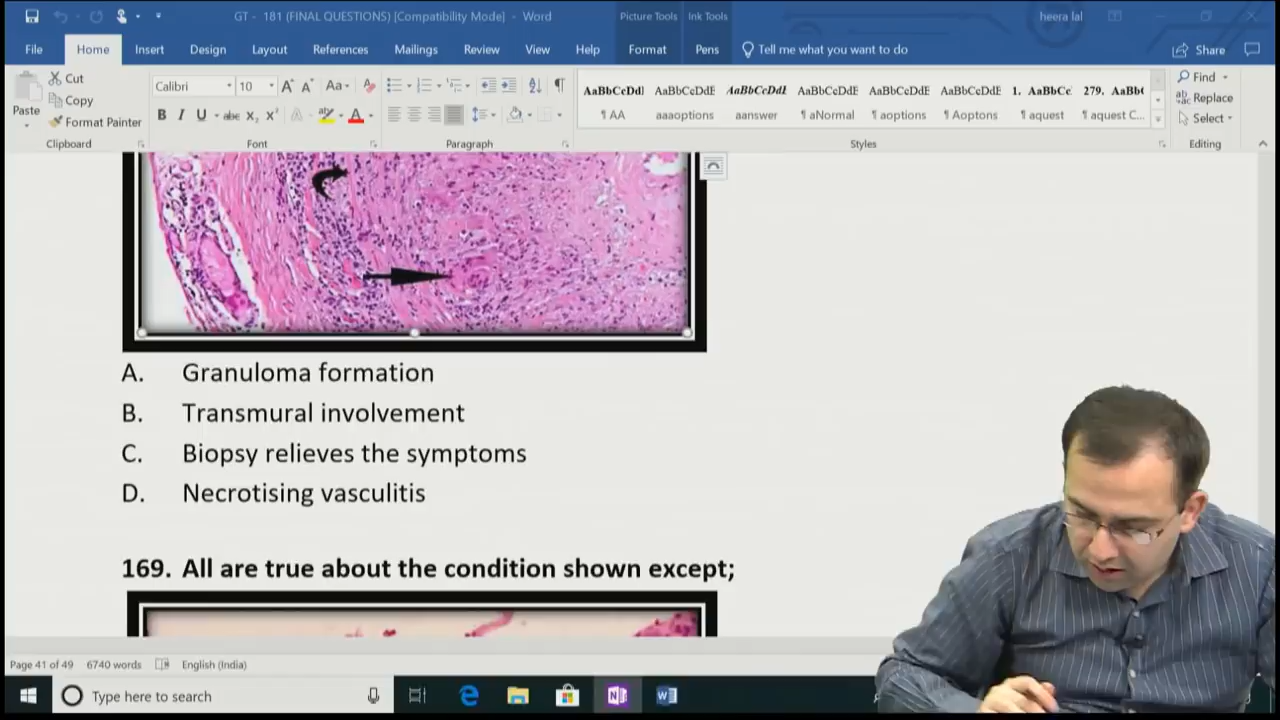 GT - 181 (FINAL QUESTIONS) [Compatibility Mode] - Word
Picture Tools
Ink Tools
heera lal
File
Home
Insert
Design
Layout
References
Mailings
Review
View
Help
Format
Pens
Tell me what you want to do
Share
Paste
Cut
Copy
Format Painter
Clipboard
Calibri
10
Font
Paragraph
AaBbCcDdI
¶ AA
AaBbCcDdE
aaaoptions
AaBbCcDdI
aanswer
AaBbCcDdE
¶ aNormal
AaBbCcDdE
¶ aoptions
AaBbCcDdE
¶ Aoptons
1. AaBbCc
¶ aquest
279. AaBb
¶ aquest C...
Styles
Find
Replace
Select
Editing
A. Granuloma formation
B. Transmural involvement
C. Biopsy relieves the symptoms
D. Necrotising vasculitis
169. All are true about the condition shown except;
Page 41 of 49
6740 words
English (India)
Type here to search